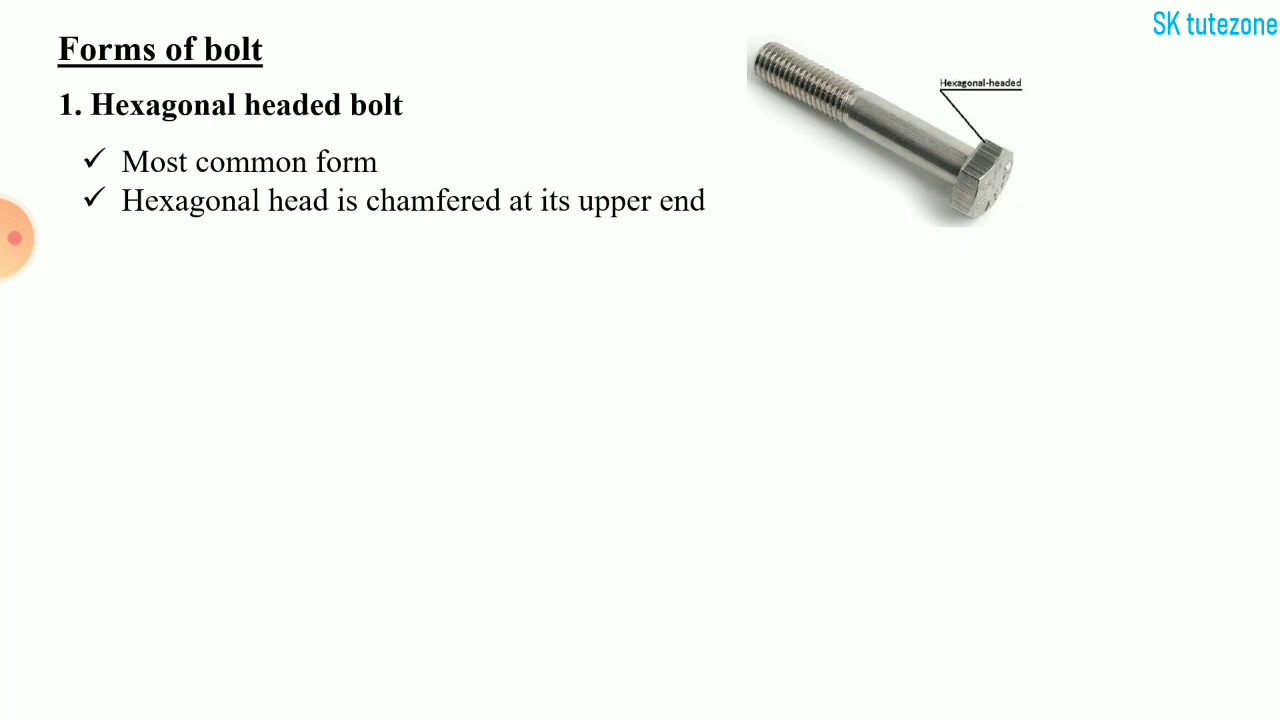 SK tutezone
Forms of bolt
Hexagonal-headed
1. Hexagonal headed bolt
✓ Most common form
✓ Hexagonal head is chamfered at its upper end